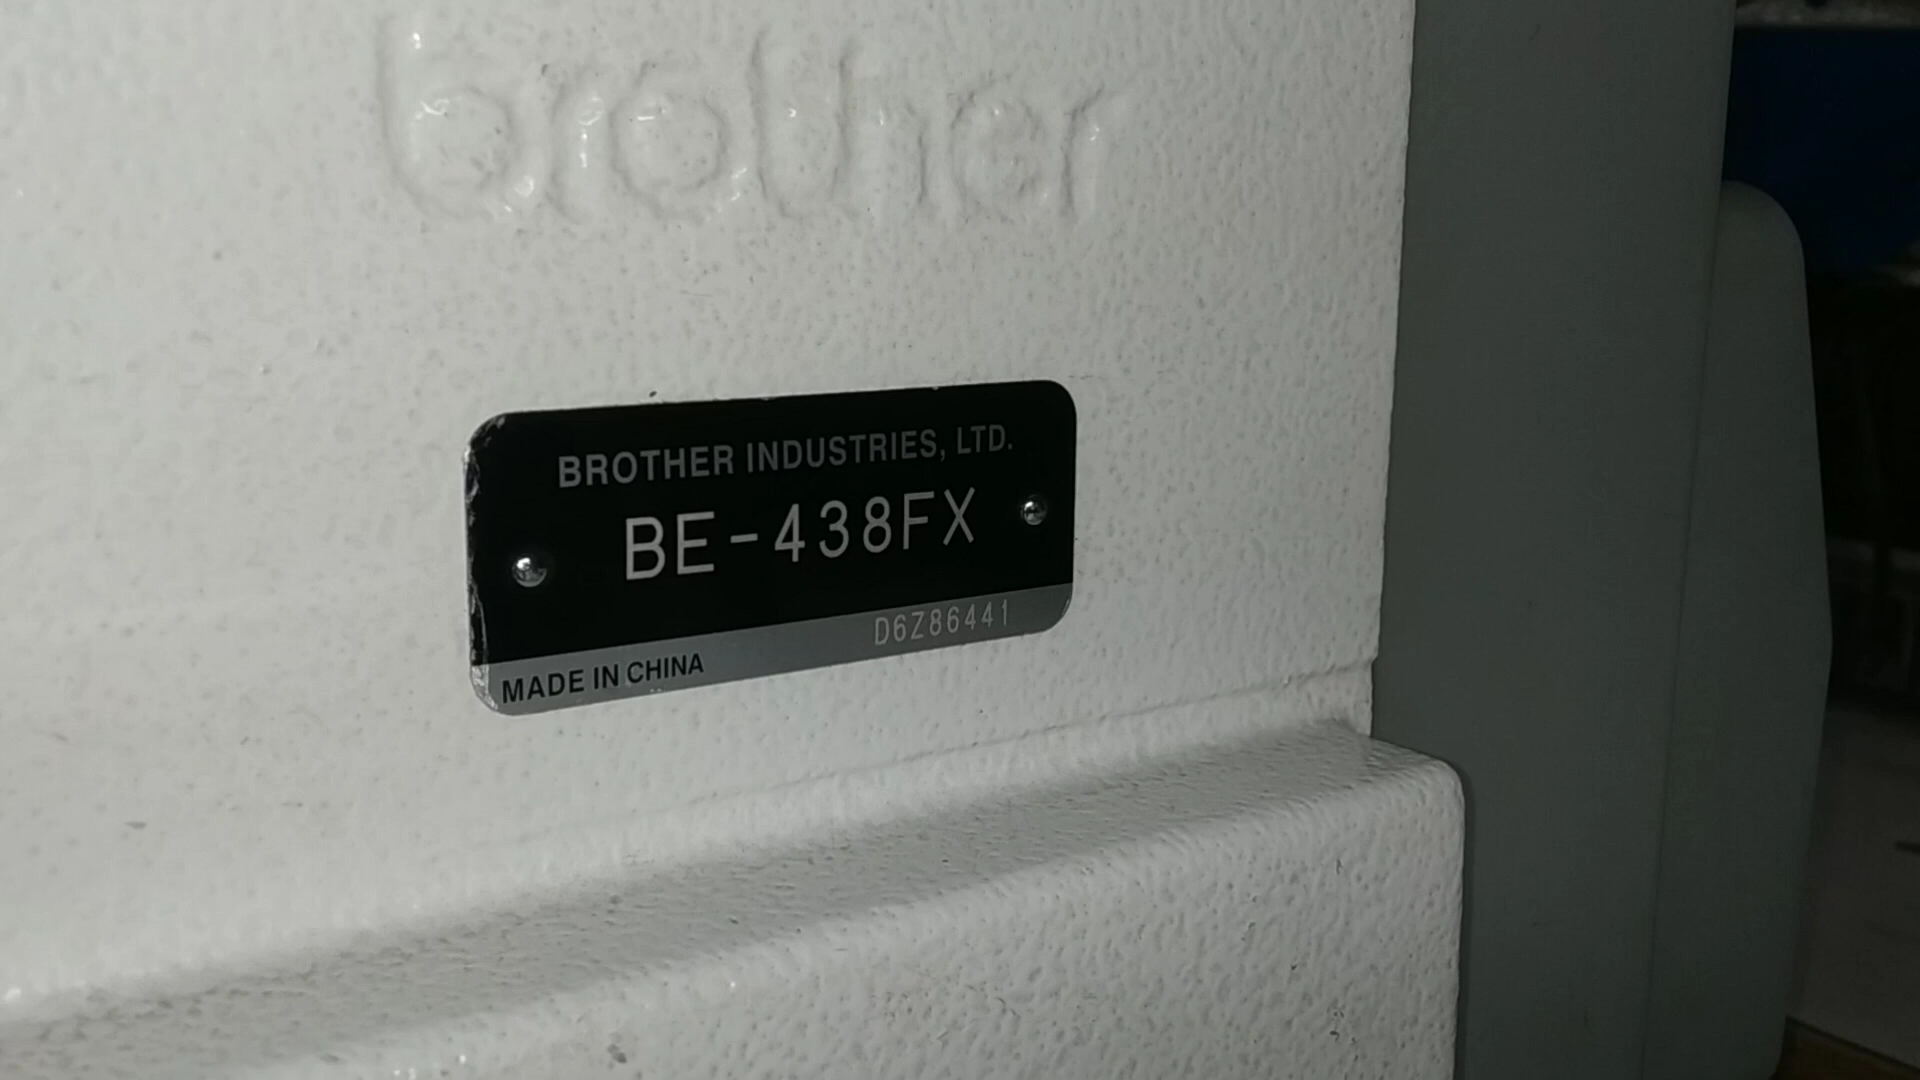 brother
BROTHER INDUSTRIES, LTD.
BE-438FX
D6Z86441
MADE IN CHINA